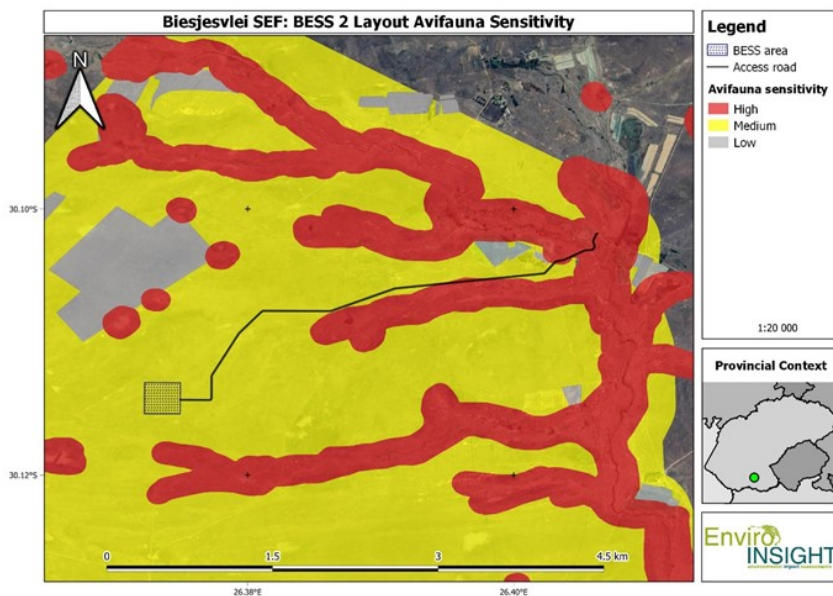 Biesjesvlei SEF: BESS 2 Layout Avifauna Sensitivity
N
30.10°S
30.12°S
26.38°E
26.40°E
0
1.5
3
4.5 km
Legend
BESS area
Access road
Avifauna sensitivity
High
Medium
Low
1:20 000
Provincial Context
Enviro
INSIGHT